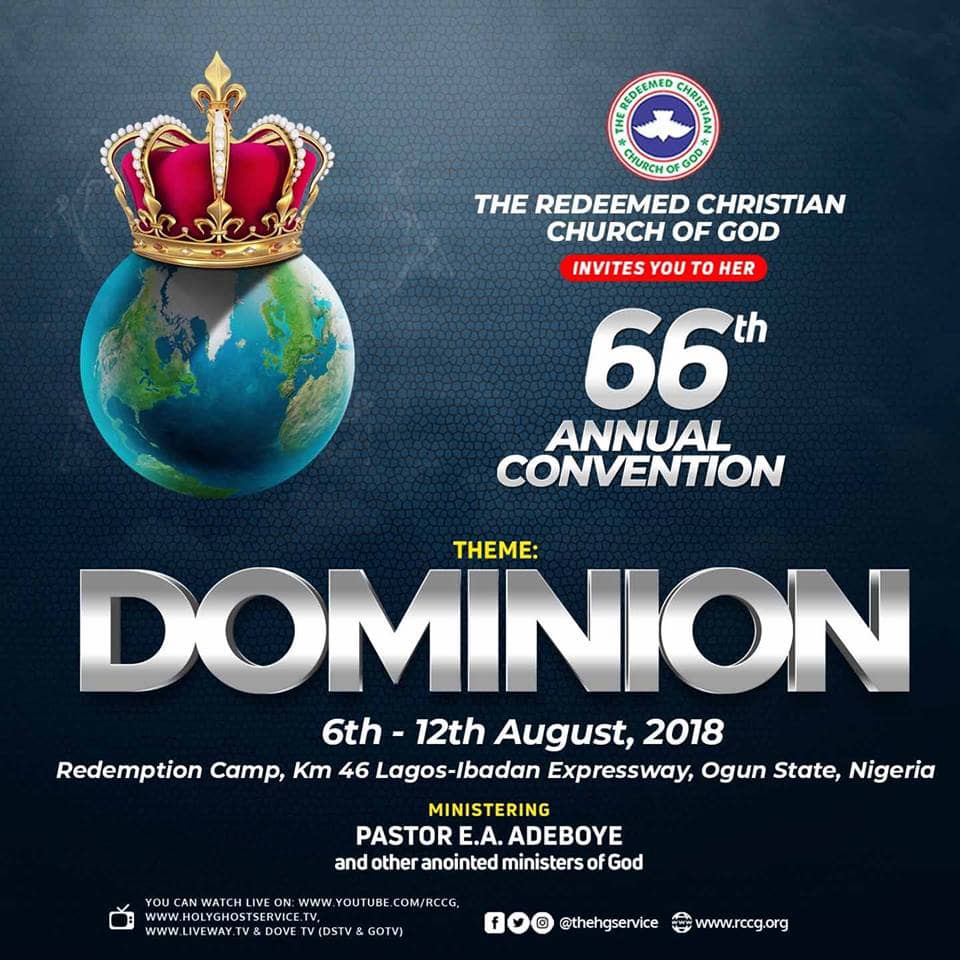 THE REDEEMED CHRISTIAN
CHURCH OF GOD
THE REDEEMED CHRISTIAN
CHURCH OF GOD
INVITES YOU TO HER
66th
ANNUAL
CONVENTION
THEME:
DOMINION
6th - 12th August, 2018
Redemption Camp, Km 46 Lagos-Ibadan Expressway, Ogun State, Nigeria
MINISTERING
PASTOR E.A. ADEBOYE
and other anointed ministers of God
YOU CAN WATCH LIVE ON: WWW.YOUTUBE.COM/RCCG,
WWW.HOLYGHOSTSERVICE.TV,
WWW.LIVEWAY.TV & DOVE TV (DSTV & GOTV)
@thehgservice www.rccg.org